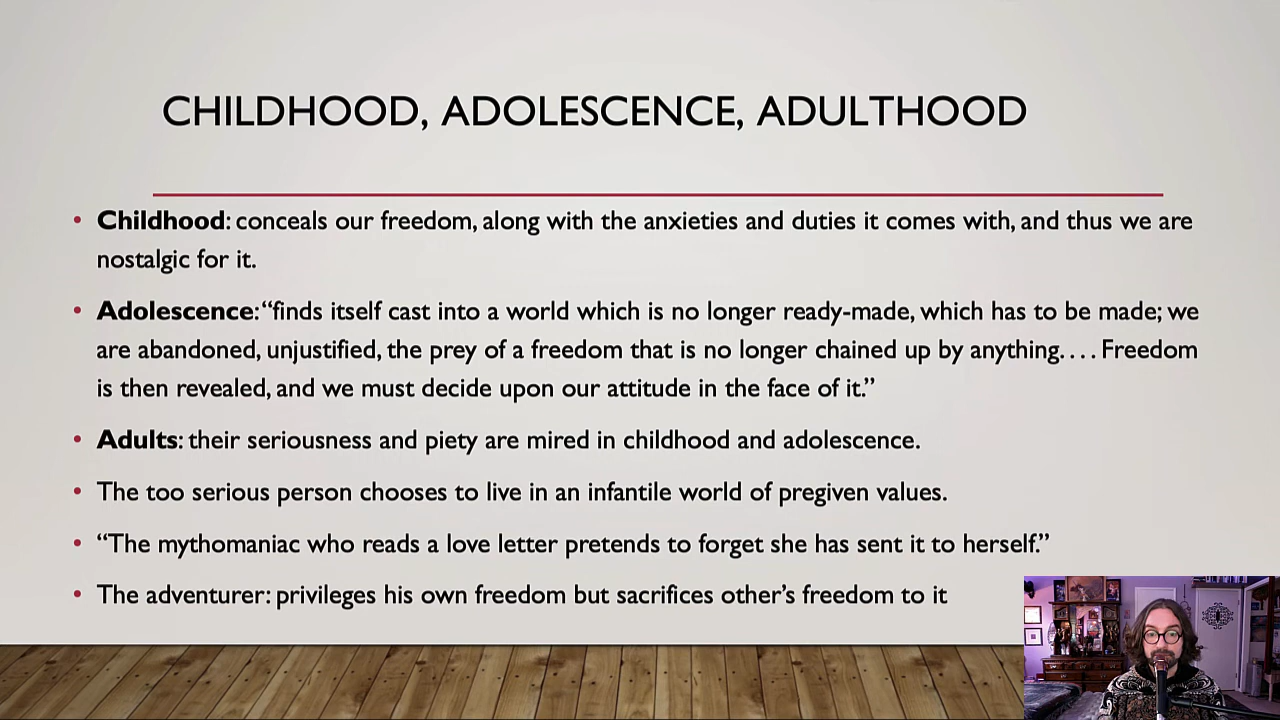 CHILDHOOD, ADOLESCENCE, ADULTHOOD
• Childhood: conceals our freedom, along with the anxieties and duties it comes with, and thus we are
nostalgic for it.
• Adolescence: “finds itself cast into a world which is no longer ready-made, which has to be made; we
are abandoned, unjustified, the prey of a freedom that is no longer chained up by anything. . . . Freedom
is then revealed, and we must decide upon our attitude in the face of it.”
• Adults: their seriousness and piety are mired in childhood and adolescence.
• The too serious person chooses to live in an infantile world of pregiven values.
• “The mythomaniac who reads a love letter pretends to forget she has sent it to herself.”
• The adventurer: privileges his own freedom but sacrifices other’s freedom to it